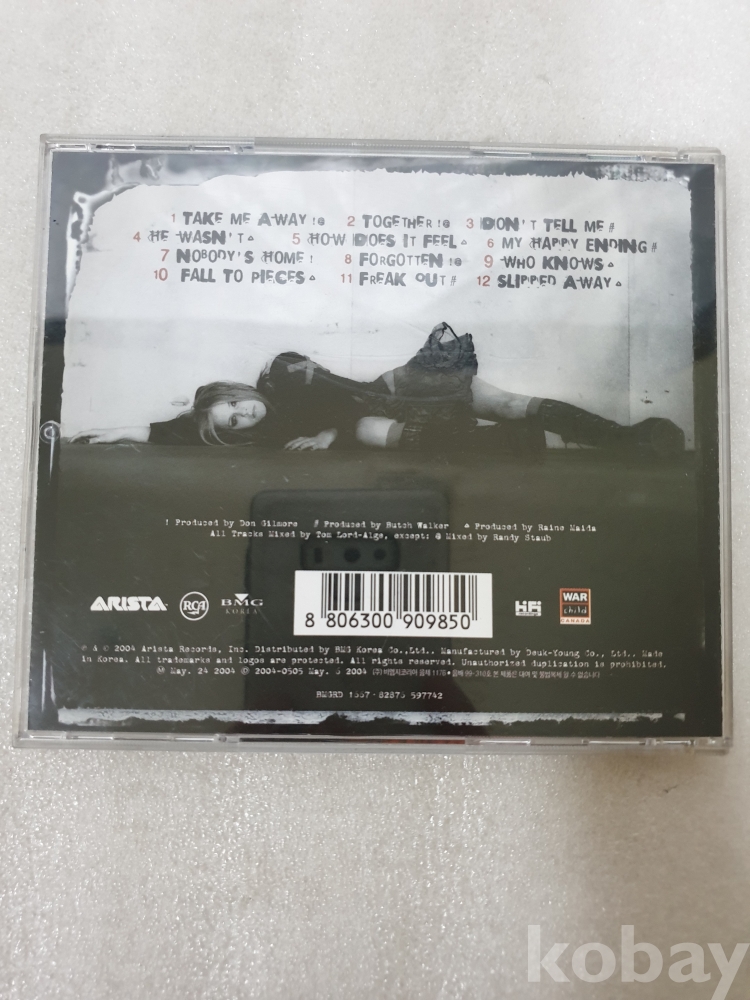 1 TAKE ME AWAY !@ 2 TOGETHER !@ 3 DON'T TELL ME #
4 HE WASN'T ▵ 5 HOW DOES IT FEEL ▵ 6 MY HAPPY ENDING #
7 NOBODY'S HOME ! 8 FORGOTTEN !@ 9 WHO KNOWS ▵
10 FALL TO PIECES ▵ 11 FREAK OUT # 12 SLIPPED AWAY ▵
! Produced by Don Gilmore # Produced by Butch Walker ▵ Produced by Raine Maida
All Tracks Mixed by Tom Lord-Alge, except: @ Mixed by Randy Staub
ARISTA RCA BMG KOREA
8 806300 909850
HiFi
WAR child CANADA
℗ & © 2004 Arista Records, Inc. Distributed by BMG Korea Co.,Ltd.. Manufactured by Deuk-Young Co., Ltd.. Made
in Korea. All trademarks and logos are protected. All rights reserved. Unauthorized duplication is prohibited.
May. 24 2004 2004-0505 May. 2004
BMGRD 82876 597742
kobay